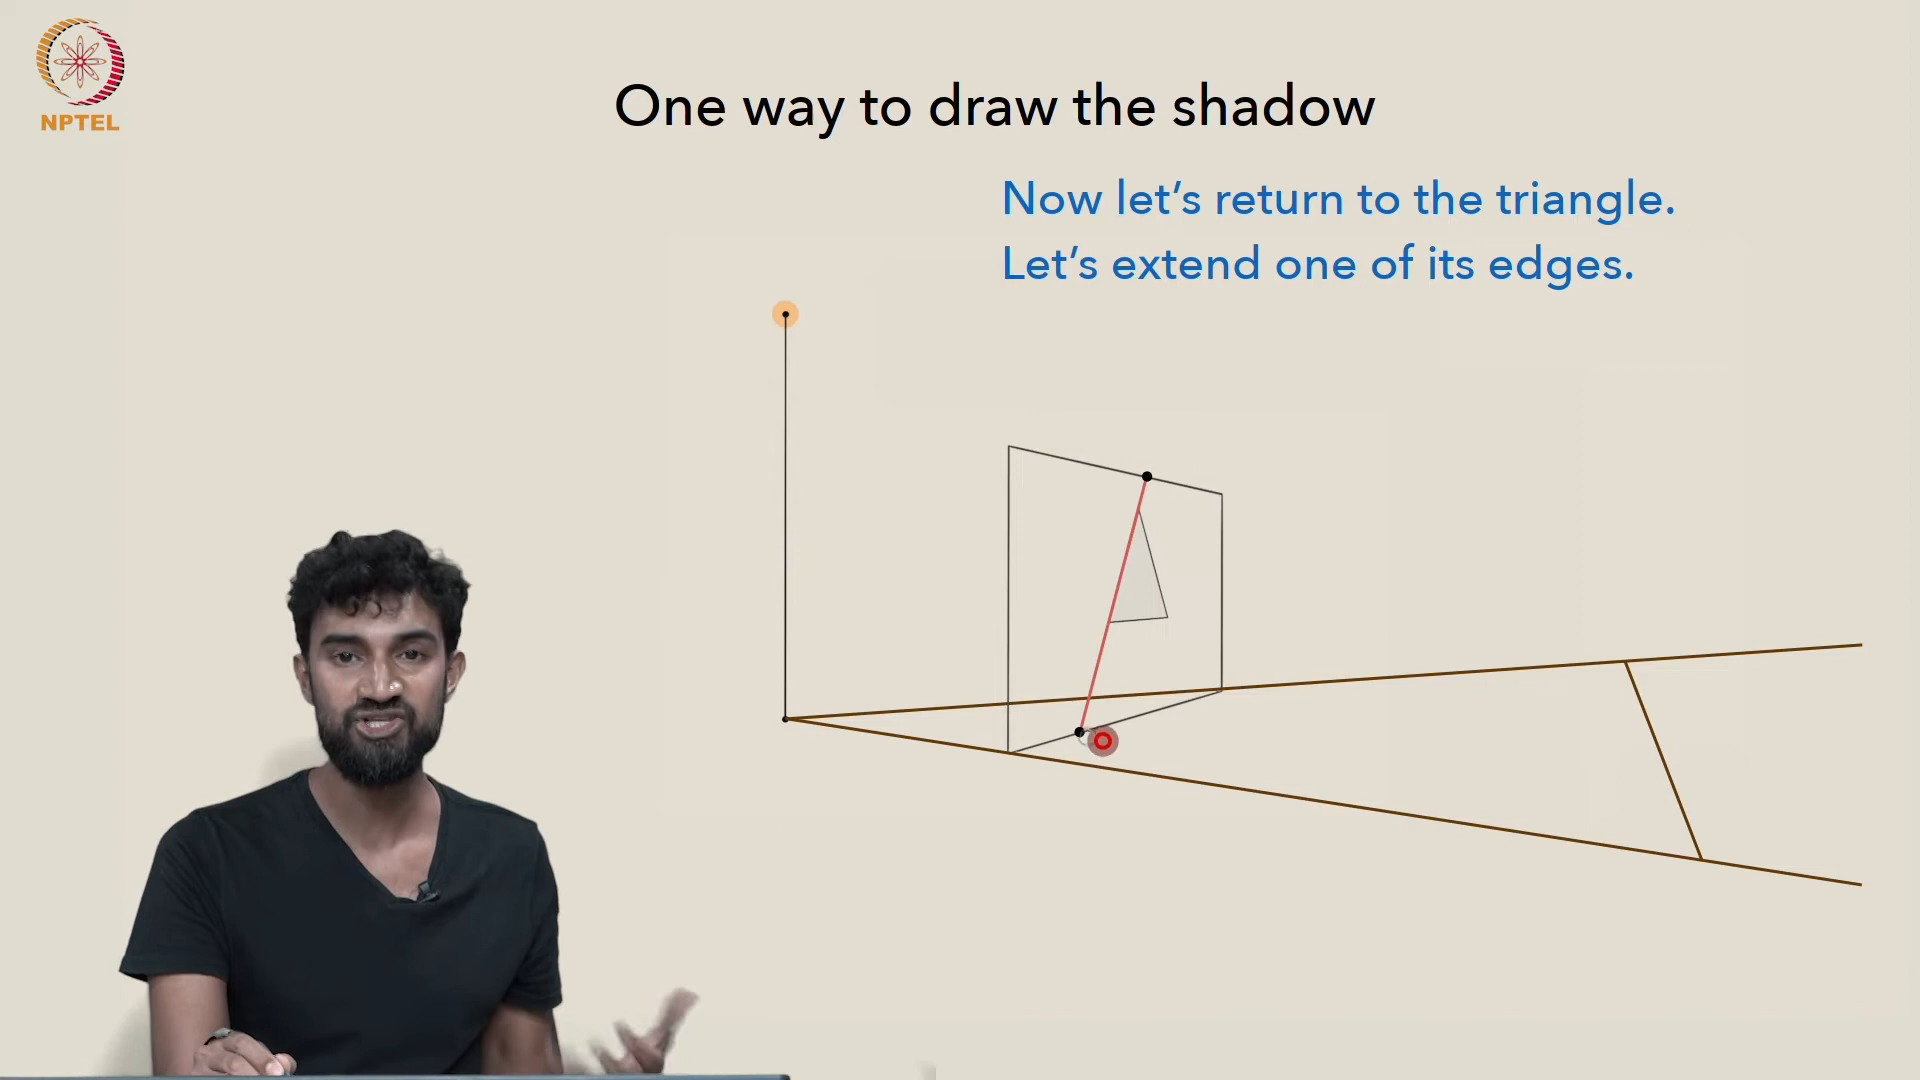 NPTEL
One way to draw the shadow
Now let’s return to the triangle.
Let’s extend one of its edges.